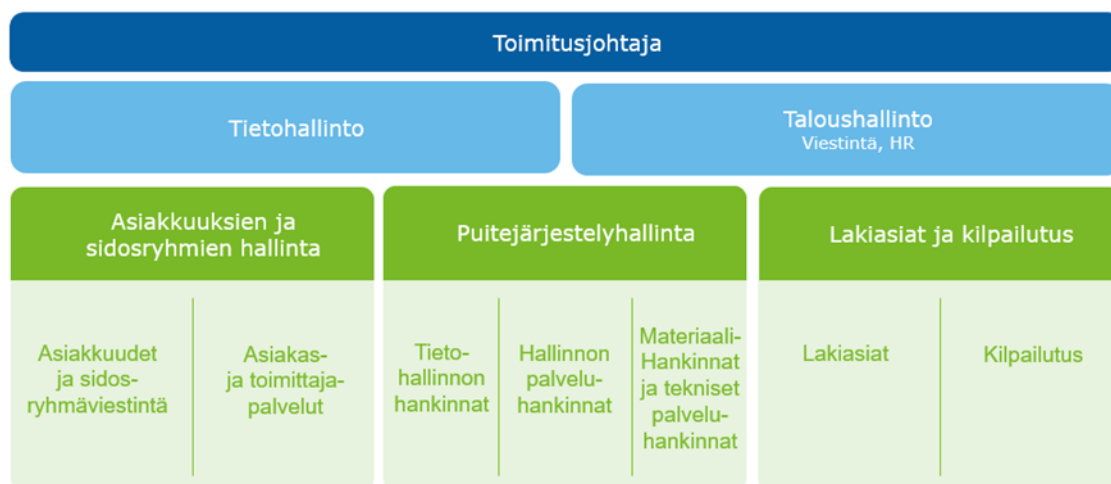 Toimitusjohtaja
Tietohallinto
Taloushallinto
Viestintä, HR
Asiakkuuksien ja
sidosryhmien hallinta
Puitejärjestelyhallinta
Lakiasiat ja kilpailutus
Asiakkuudet
ja sidos-
ryhmäviestintä
Asiakas-
ja toimittaja-
palvelut
Tieto-
hallinnon
hankinnat
Hallinnon
palvelu-
hankinnat
Materiaali-
Hankinnat
ja tekniset
palvelu-
hankinnat
Lakiasiat
Kilpailutus